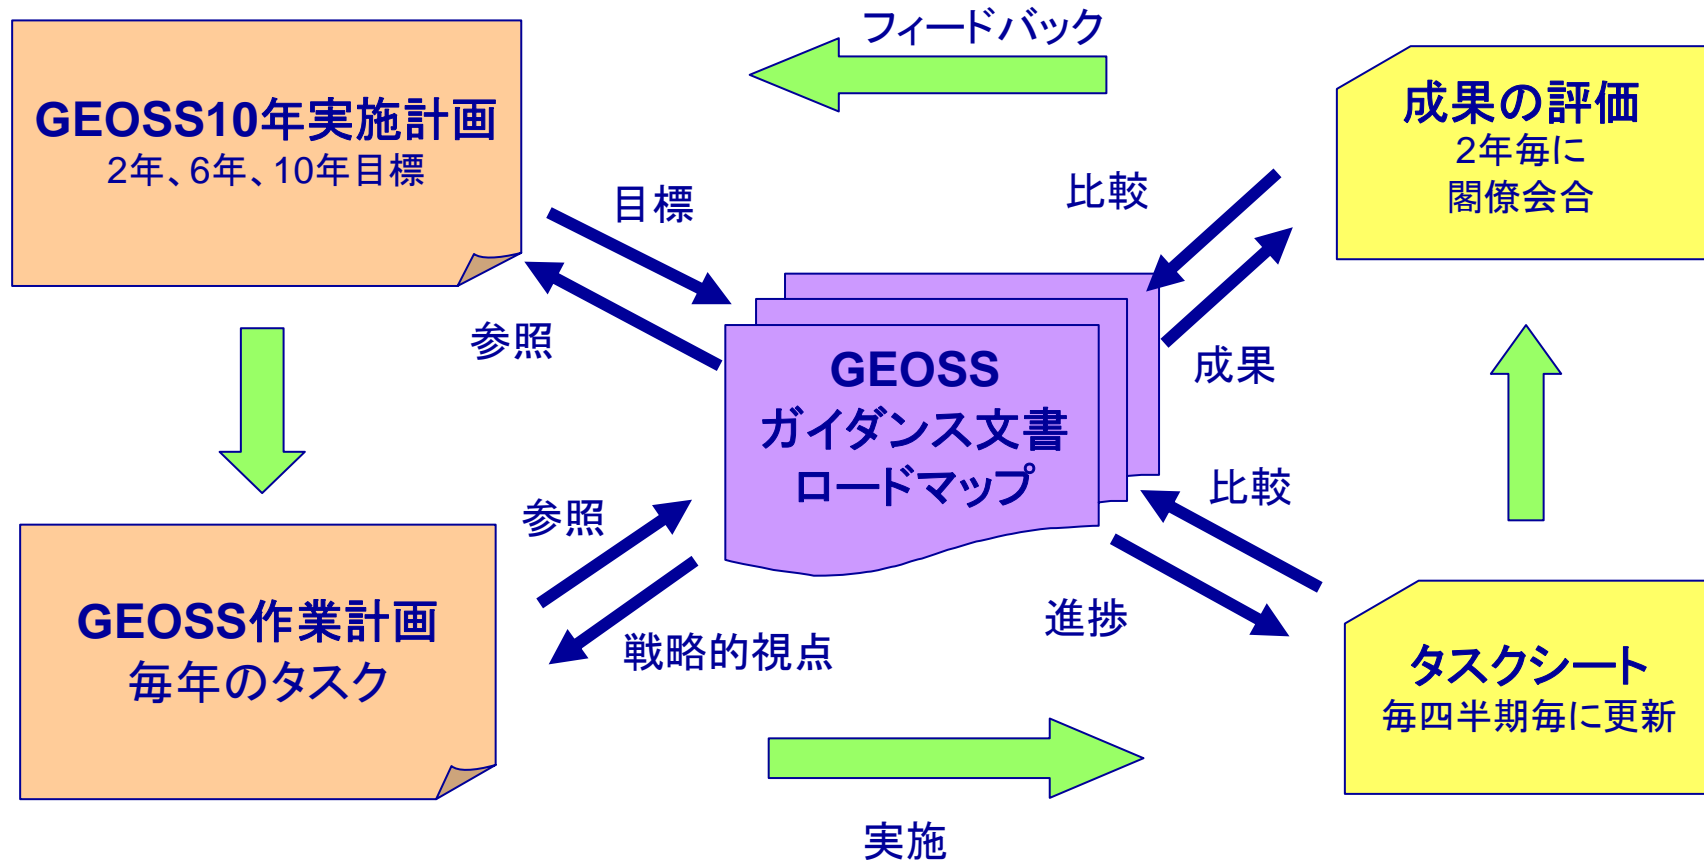 フィードバック
GEOSS10年実施計画
2年、6年、10年目標
成果の評価
2年毎に
閣僚会合
目標
比較
参照
成果
GEOSS
ガイダンス文書
ロードマップ
参照
比較
戦略的視点
進捗
GEOSS作業計画
毎年のタスク
タスクシート
毎四半期毎に更新
実施